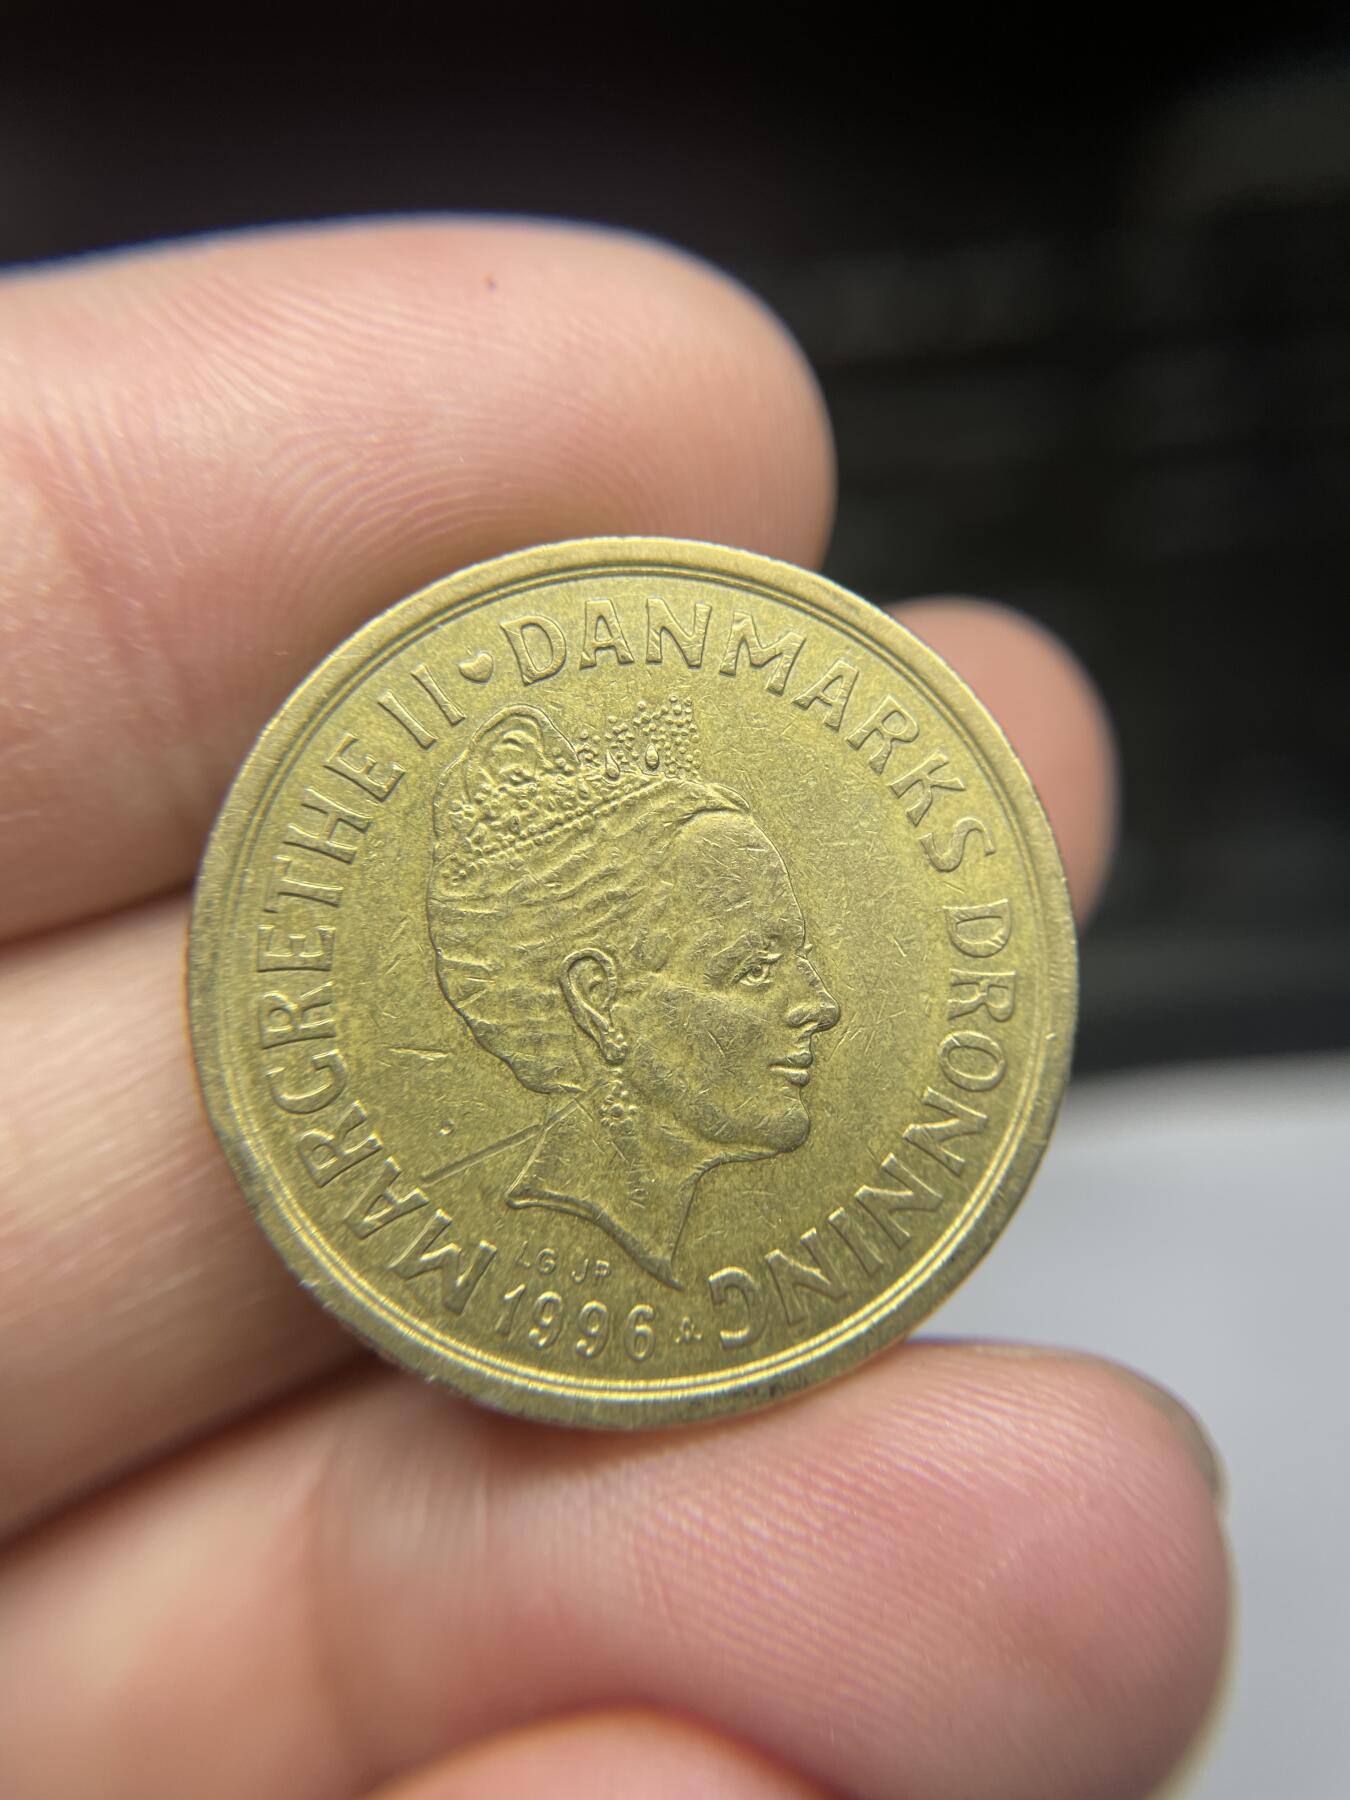 MARGRETHE II ♥ DANMARKS DRONNING
LG JP
1996